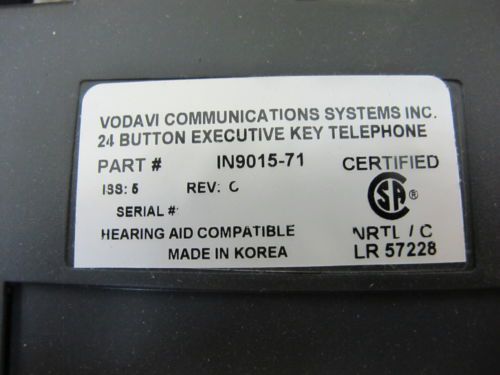 VODAVI COMMUNICATIONS SYSTEMS INC.
24 BUTTON EXECUTIVE KEY TELEPHONE
PART # IN9015-71 CERTIFIED
ISS: 5 REV: C
SERIAL #: SA
HEARING AID COMPATIBLE NRTL / C
MADE IN KOREA LR 57228